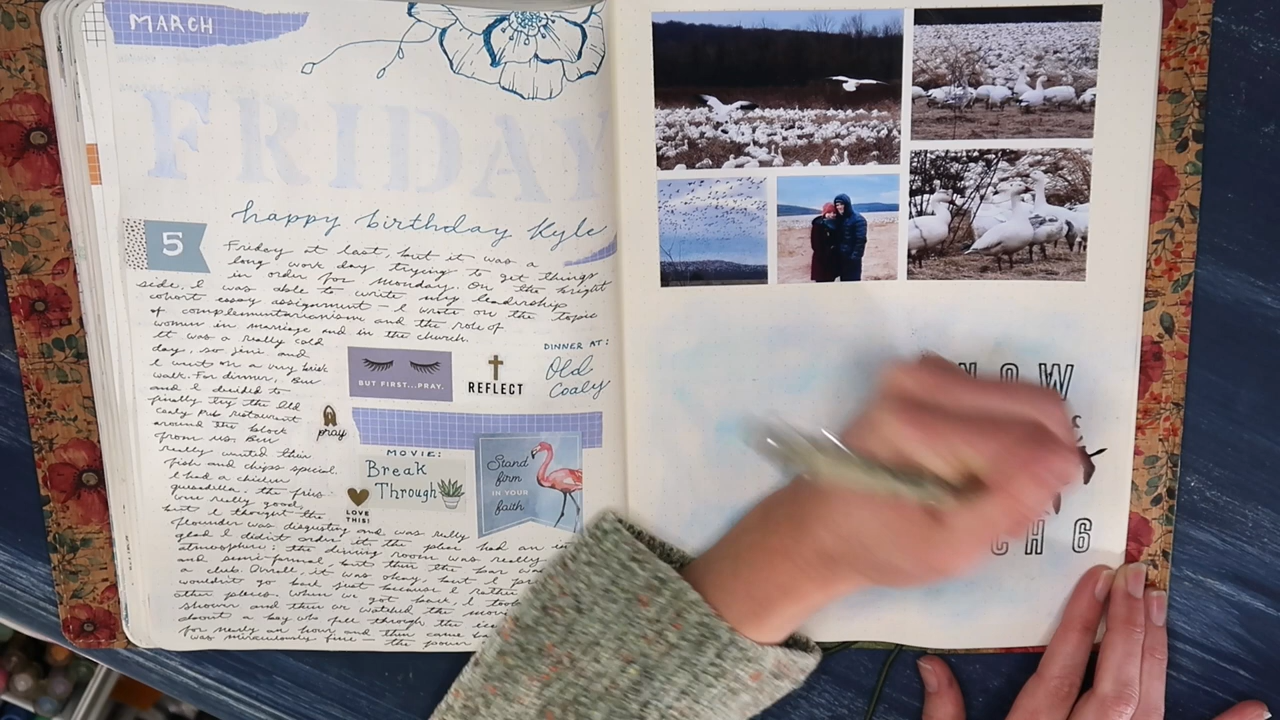 MARCH
FRIDAY
happy birthday Kyle
5
Friday at last, but it was a
long work day trying to get things
in order for Monday. On the bright
side, I was able to write my leadership
cohort essay assignment - I wrote on the topic
of complementarianism and the role of
women in marriage and in the church.
It was a really cold
day, so Jini and
I went on a very brisk
walk. For dinner, Bur
and I decided to
finally try the Old
Coaly Pub restaurant
around the block
from us. Bur
really wanted their
fish and chips special.
I had a chicken
quesadilla, the fries
were really good,
but I thought the
flounder was disgusting and was really
glad I didn't order it. The place had an
atmosphere; the dining room was really
and semi-formal but then the bar was
a club. Overall, it was okay, but I
wouldn't go back just because I rather
other places. When we got back, I took
shower and then we watched the movie
about a boy who fell through the ice
for nearly an hour and then came back
was miraculously fine the power
BUT FIRST...PRAY.
REFLECT
DINNER AT:
Old
Coaly
pray
MOVIE:
Break
Through
LOVE
THIS!
Stand
firm
IN YOUR
faith
NOW
CH 6